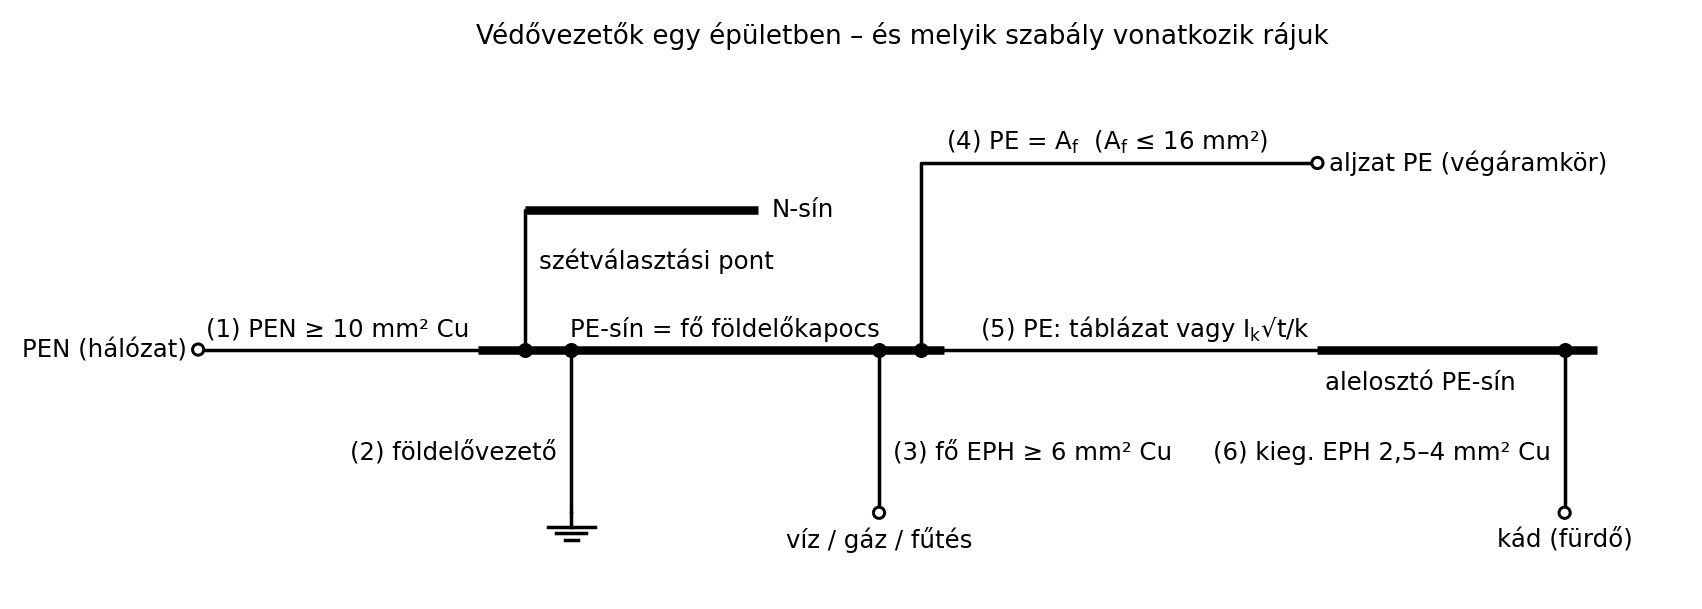 Védővezetők egy épületben – és melyik szabály vonatkozik rájuk
(4) PE = A_f (A_f ≤ 16 mm²)
aljzat PE (végáramkör)
N-sín
szétválasztási pont
PEN (hálózat)
(1) PEN ≥ 10 mm² Cu
PE-sín = fő földelőkapocs
(5) PE: táblázat vagy I_k√t/k
alelosztó PE-sín
(2) földelővezető
(3) fő EPH ≥ 6 mm² Cu
(6) kieg. EPH 2,5–4 mm² Cu
víz / gáz / fűtés
kád (fürdő)